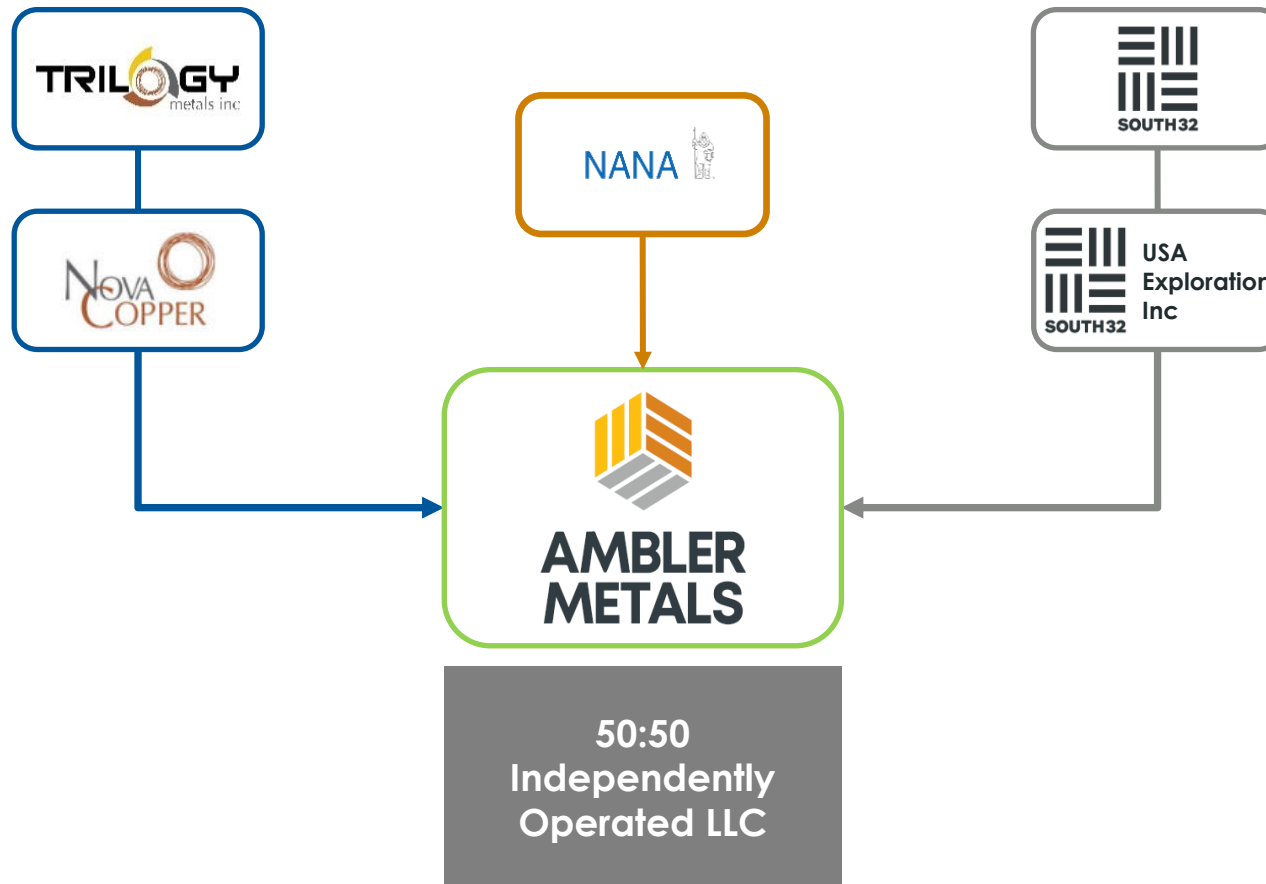 TRILOGY
metals inc
NOVA
COPPER
NANA
SOUTH32
SOUTH32
USA
Exploration
Inc
AMBLER
METALS
50:50
Independently
Operated LLC